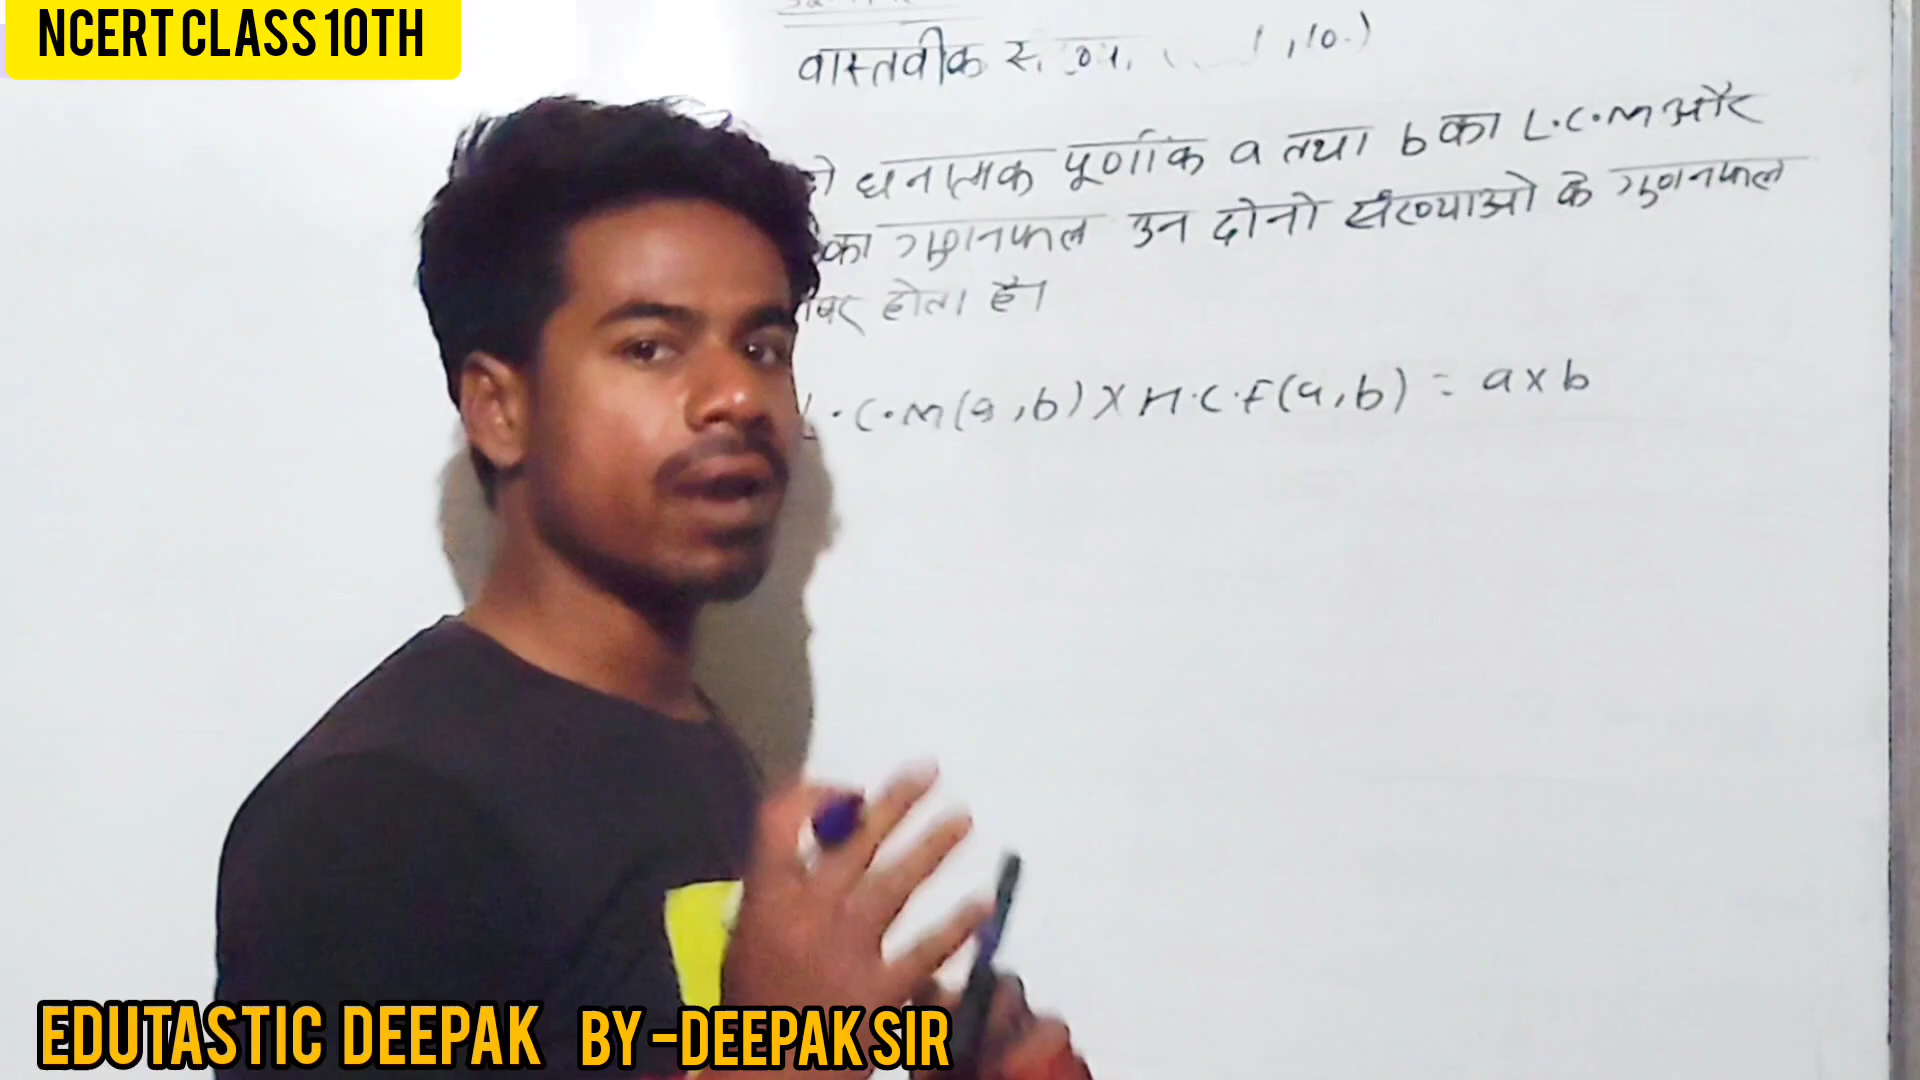 NCERT CLASS 10TH
वास्तवीक
धनात्मक पूर्णांक a तथा b का L.C.M और
का गुणनफल उन दोनो संख्याओ के गुणनफल
होता है।
L.C.M(a,b) X H.C.F(a,b) = a x b
EDUTASTIC DEEPAK BY-DEEPAK SIR